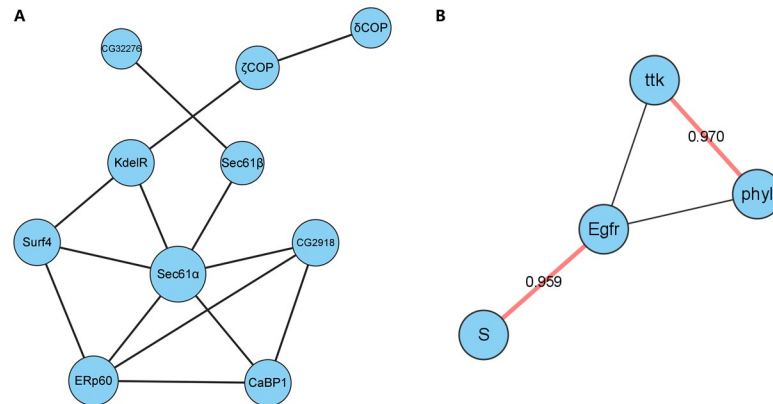 A
CG32276
δCOP
ζCOP
KdelR
Sec61β
Surf4
Sec61α
CG2918
ERp60
CaBP1
B
ttk
0.970
phyl
Egfr
0.959
S